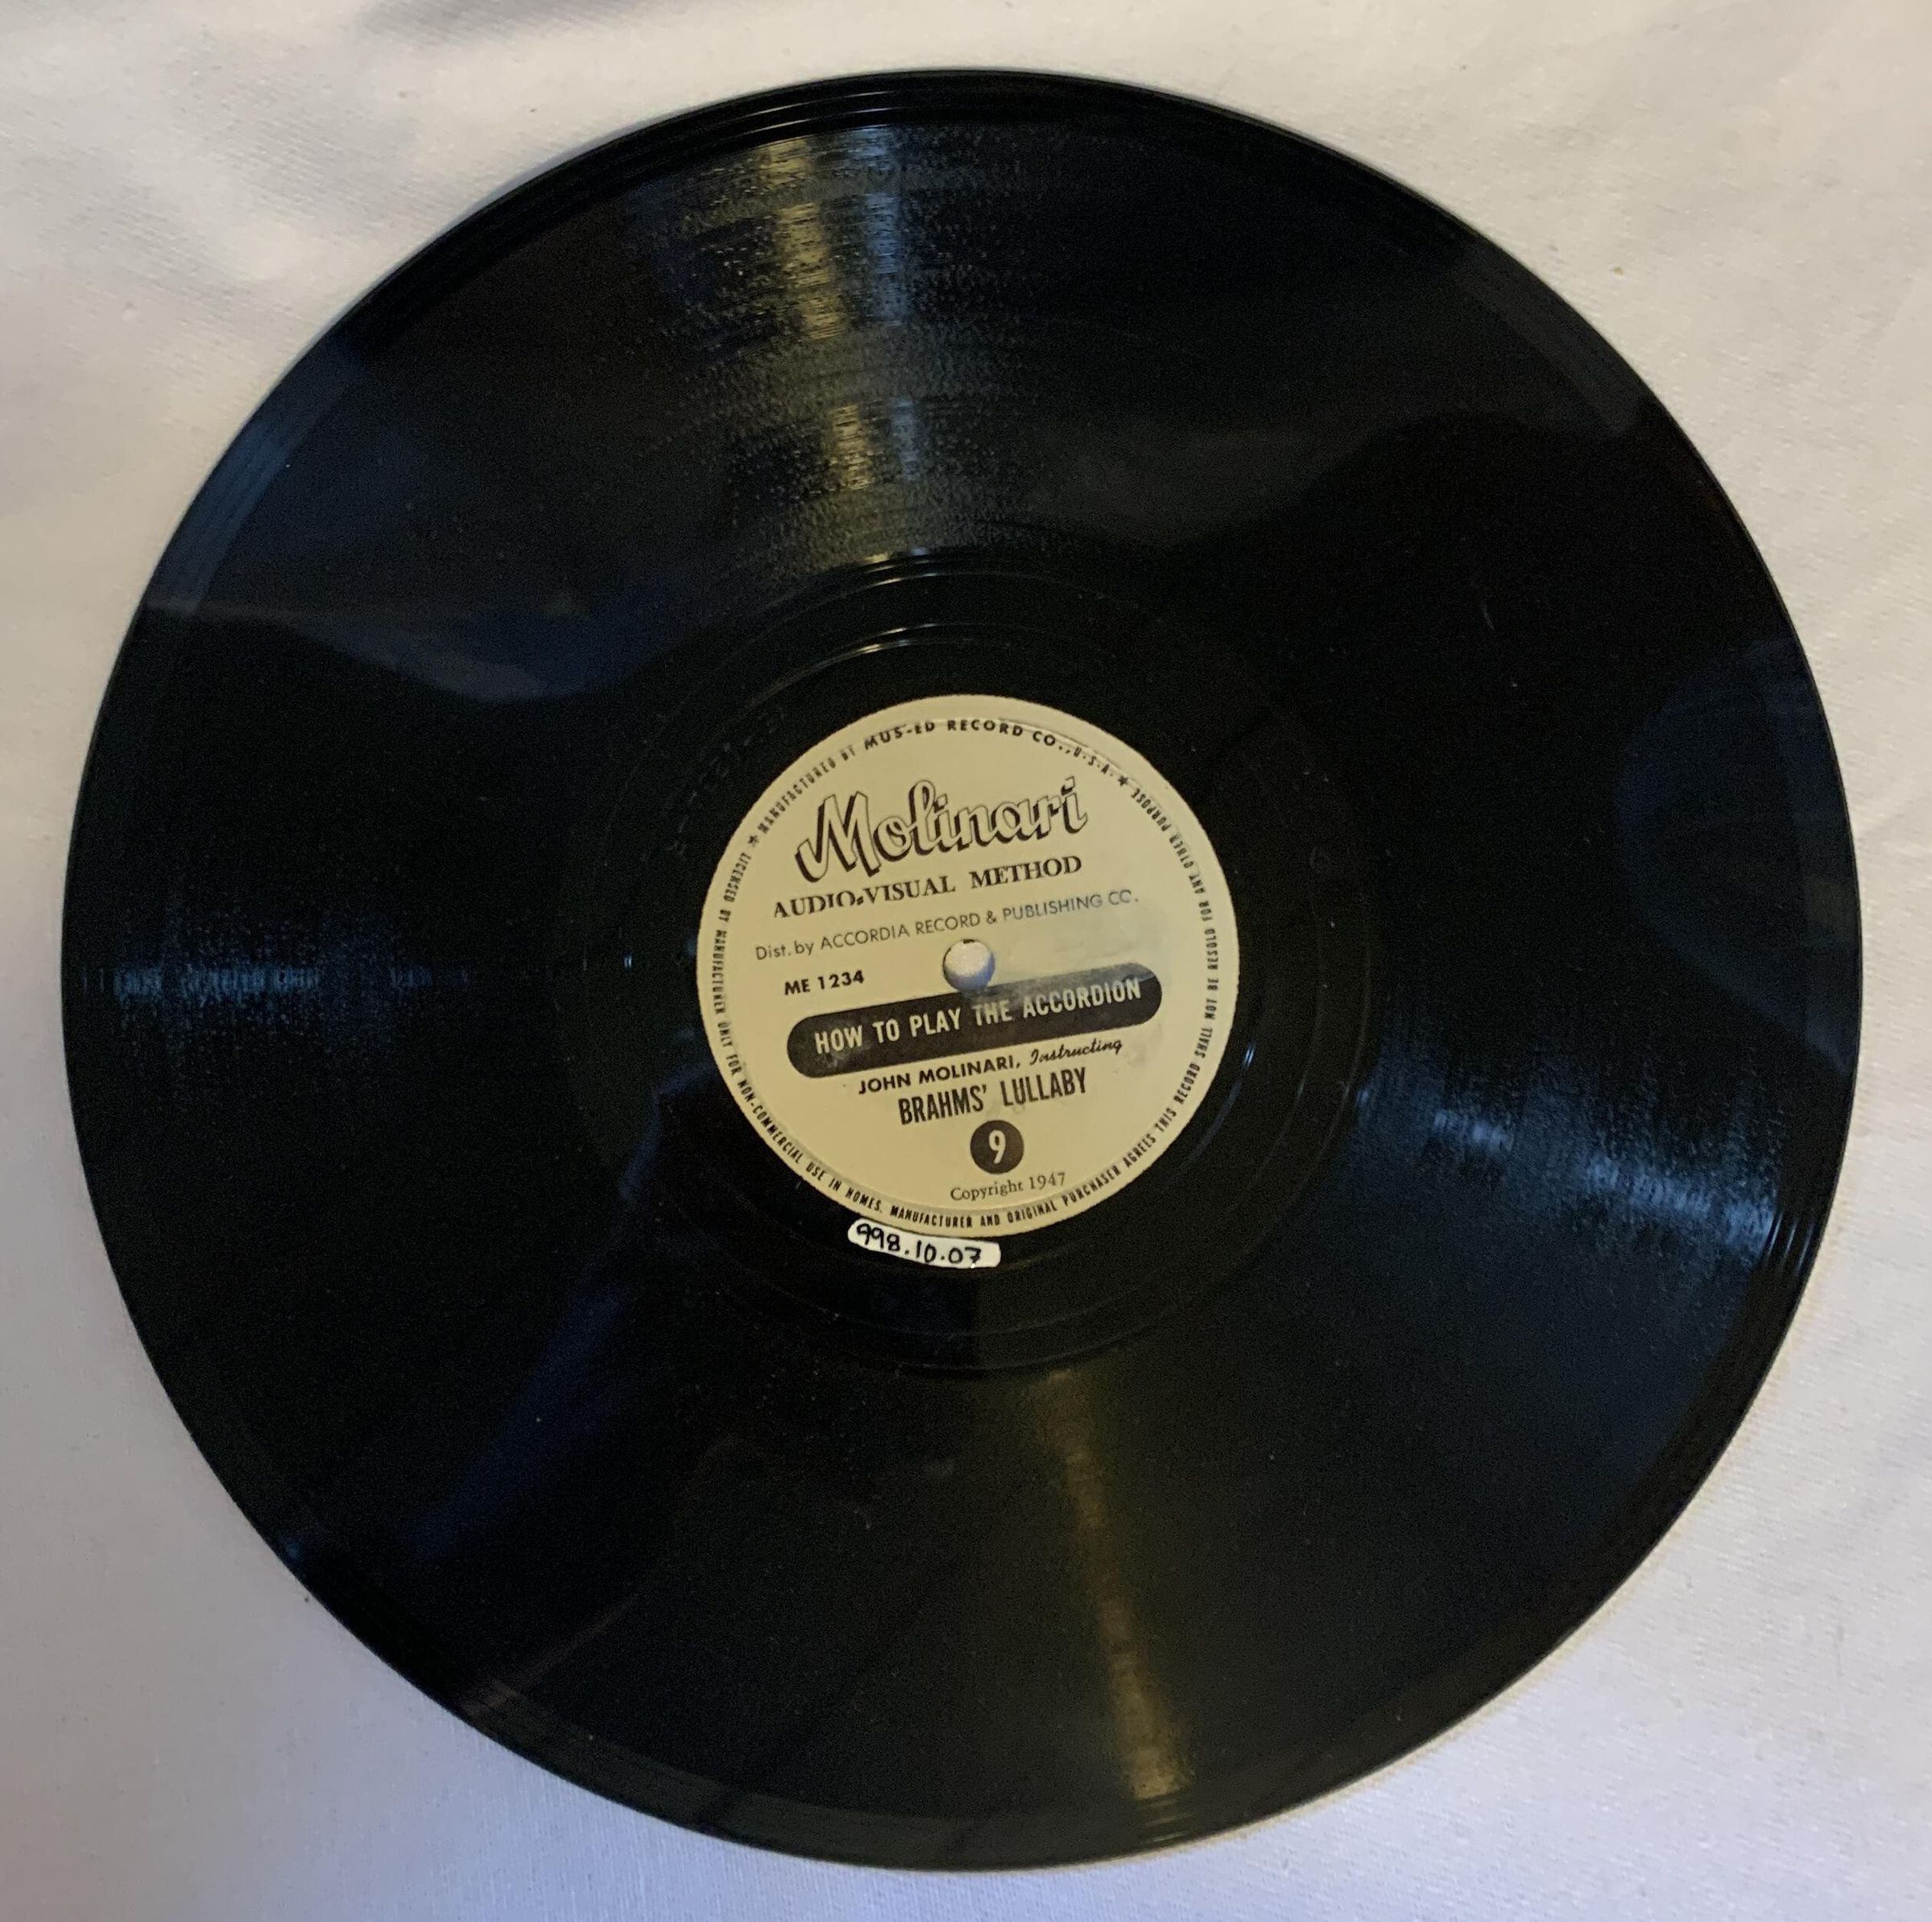 ★ MANUFACTURED BY MUS-ED RECORD CO., U.S.A. ★
Molinari
AUDIO-VISUAL METHOD
Dist. by ACCORDIA RECORD & PUBLISHING CO.
ME 1234
HOW TO PLAY THE ACCORDION
JOHN MOLINARI, Instructing
BRAHMS' LULLABY
9
Copyright 1947
LICENSED BY MANUFACTURER ONLY FOR NON-COMMERCIAL USE IN HOMES. MANUFACTURER AND ORIGINAL PURCHASER AGREES THIS RECORD SHALL NOT BE RESOLD FOR ANY OTHER PURPOSE
998.10.07